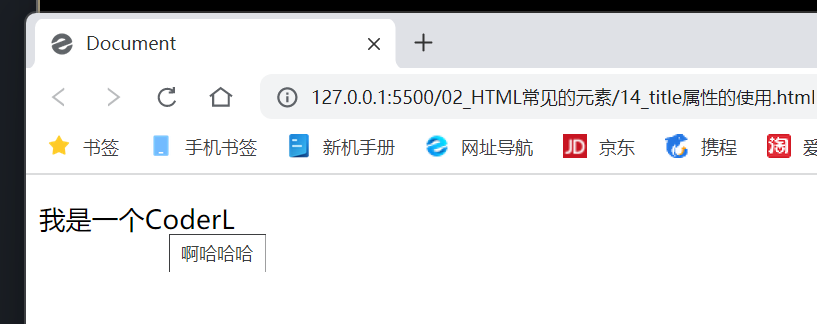 Document
127.0.0.1:5500/02_HTML常见的元素/14_title属性的使用.html
书签 手机书签 新机手册 网址导航 JD 京东 携程 淘 爱
我是一个CoderL
啊哈哈哈